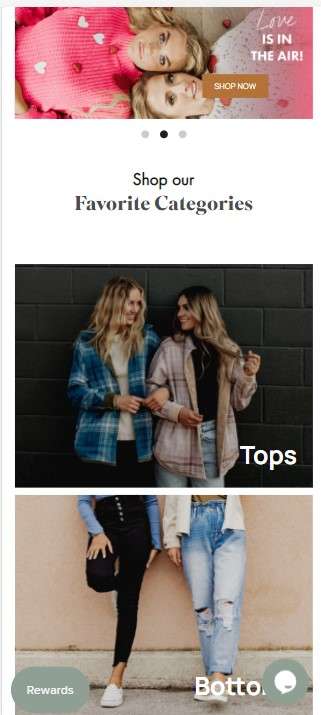 Love
IS IN
THE AIR!
SHOP NOW
Shop our
Favorite Categories
Tops
Rewards